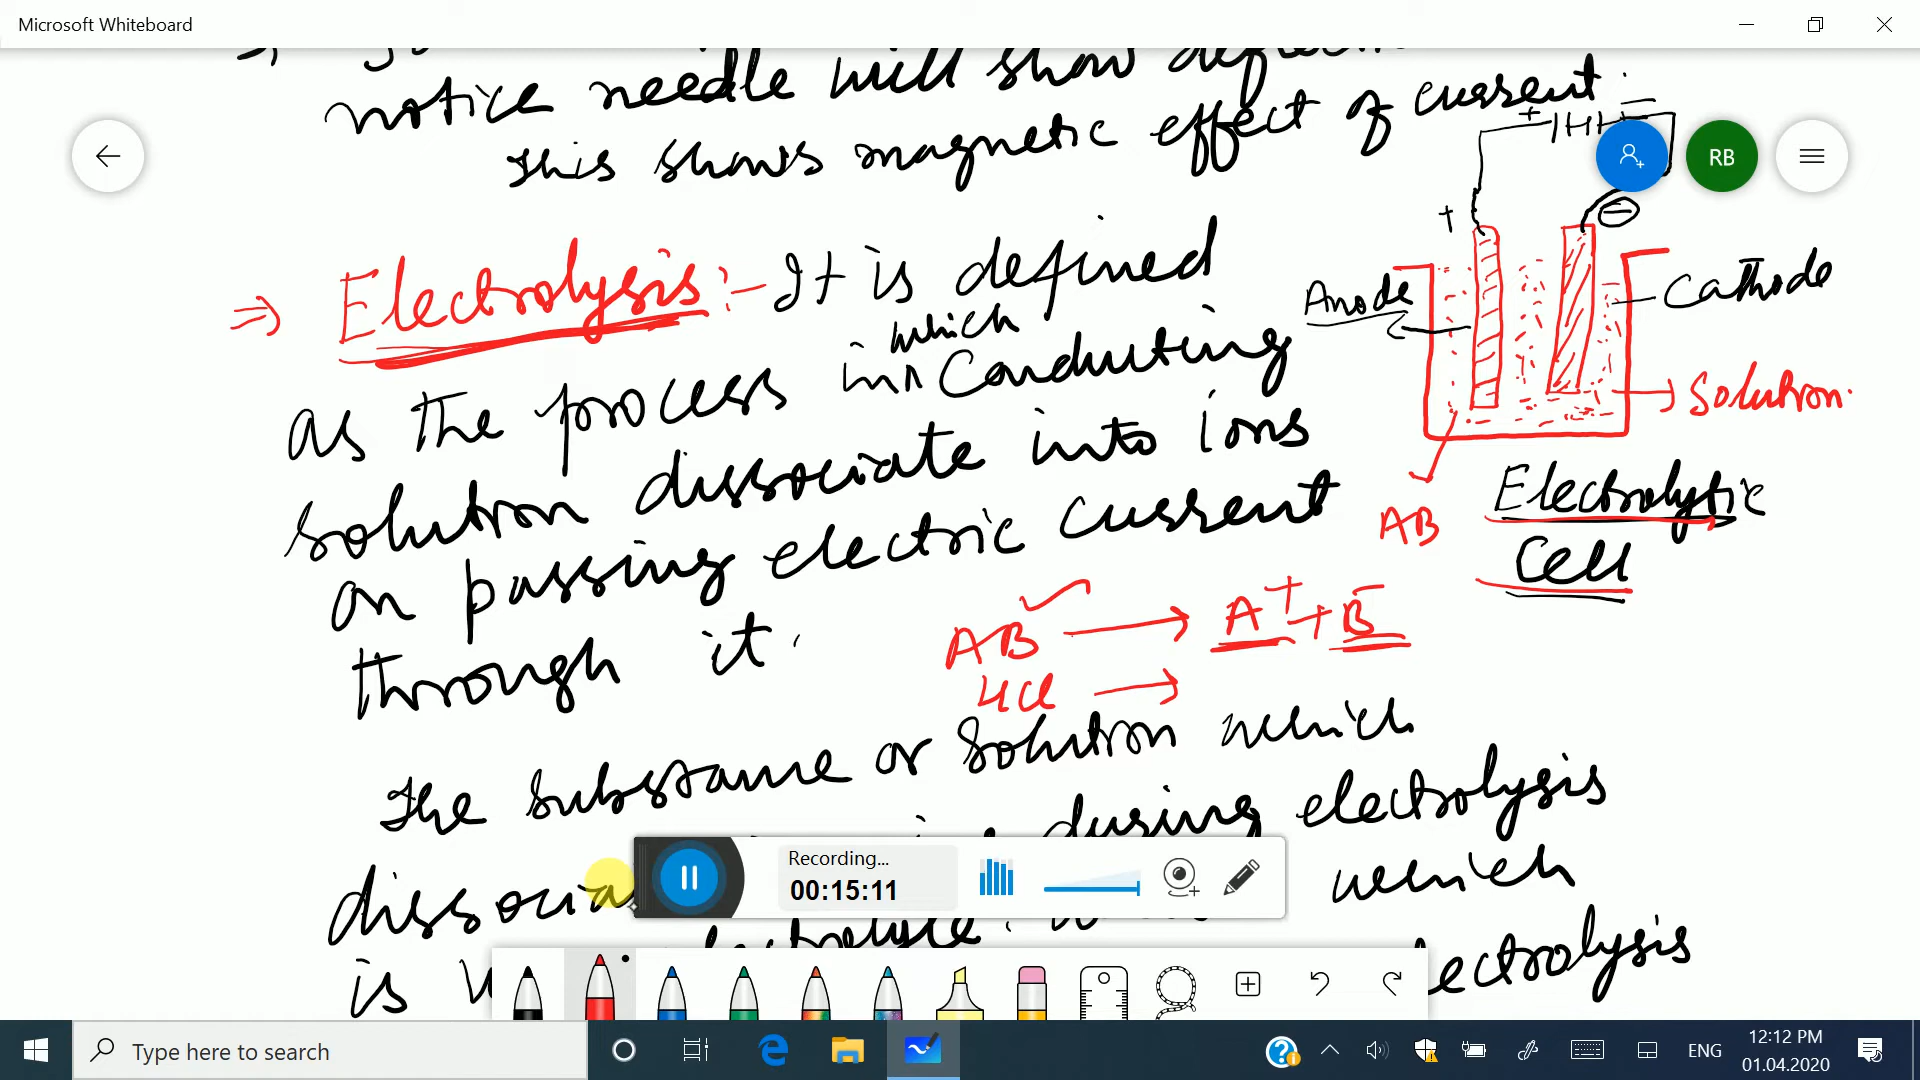 Microsoft Whiteboard
notice needle will show
This shows magnetic effect of current.
RB
⇒ Electrolysis:- It is defined
as the process in which Conducting
solution dissociate into ions
on passing electric current
through it.
+
+
−
Anode
Cathode
Solution.
AB
Electrolytic
Cell
AB → A⁺ + B⁻
HCl →
The substance or solution which
during electrolysis
which
is
electrolysis
Recording...
00:15:11
Type here to search
ENG
12:12 PM
01.04.2020